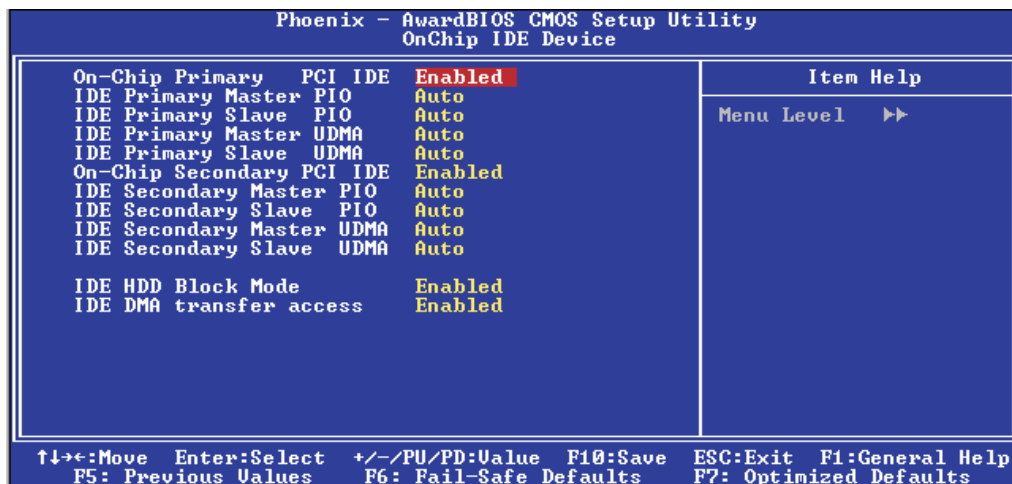 Phoenix - AwardBIOS CMOS Setup Utility
OnChip IDE Device
On-Chip Primary PCI IDE Enabled
IDE Primary Master PIO Auto
IDE Primary Slave PIO Auto
IDE Primary Master UDMA Auto
IDE Primary Slave UDMA Auto
On-Chip Secondary PCI IDE Enabled
IDE Secondary Master PIO Auto
IDE Secondary Slave PIO Auto
IDE Secondary Master UDMA Auto
IDE Secondary Slave UDMA Auto
IDE HDD Block Mode Enabled
IDE DMA transfer access Enabled
Item Help
Menu Level ▶▶
↑↓→←:Move Enter:Select +/-/PU/PD:Value F10:Save ESC:Exit F1:General Help
F5: Previous Values F6: Fail-Safe Defaults F7: Optimized Defaults